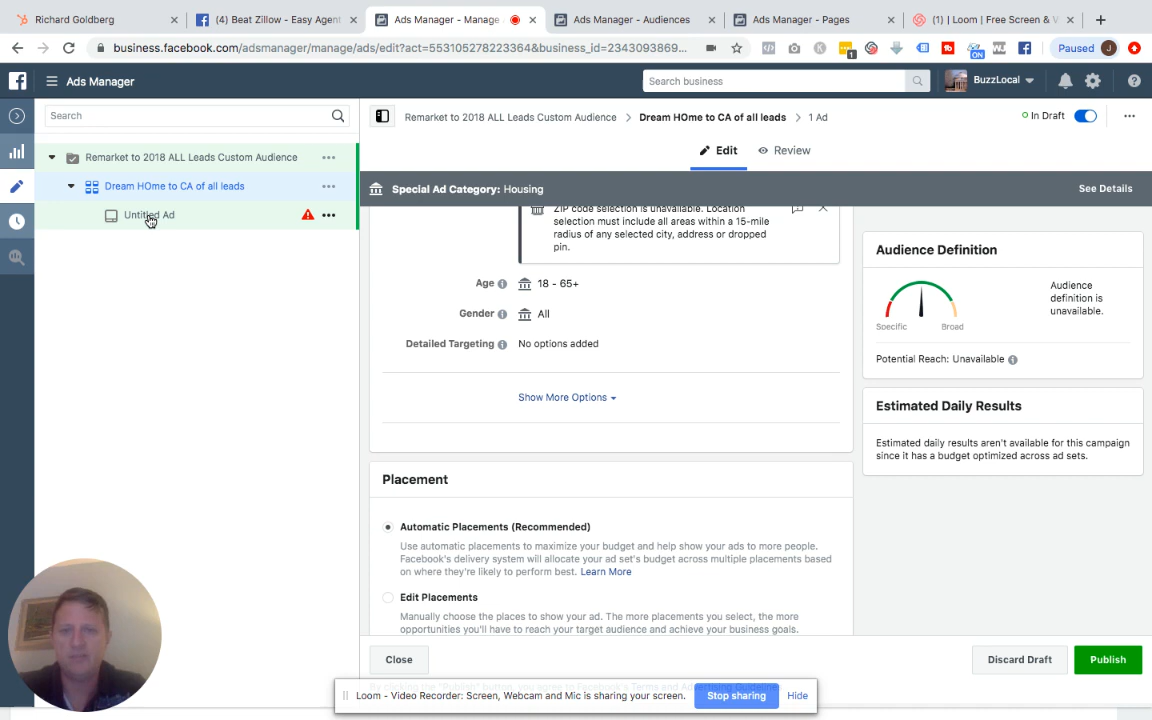 Richard Goldberg
(4) Beat Zillow - Easy Agent
Ads Manager - Manage
Ads Manager - Audiences
Ads Manager - Pages
(1) | Loom | Free Screen & V
business.facebook.com/adsmanager/manage/ads/edit?act=553105278223364&business_id=2343093869...
1
ON
Paused
J
Ads Manager
Search business
BuzzLocal
Search
Remarket to 2018 ALL Leads Custom Audience
Dream HOme to CA of all leads
1 Ad
In Draft
Edit
Review
Remarket to 2018 ALL Leads Custom Audience
Dream HOme to CA of all leads
Untitled Ad
Special Ad Category: Housing
See Details
ZIP code selection is unavailable. Location
selection must include all areas within a 15-mile
radius of any selected city, address or dropped
pin.
Age
18 - 65+
Gender
All
Detailed Targeting
No options added
Show More Options
Placement
Automatic Placements (Recommended)
Use automatic placements to maximize your budget and help show your ads to more people.
Facebook's delivery system will allocate your ad set's budget across multiple placements based
on where they're likely to perform best. Learn More
Edit Placements
Manually choose the places to show your ad. The more placements you select, the more
opportunities you'll have to reach your target audience and achieve your business goals.
Audience Definition
Specific
Broad
Audience
definition is
unavailable.
Potential Reach: Unavailable
Estimated Daily Results
Estimated daily results aren't available for this campaign
since it has a budget optimized across ad sets.
Close
Discard Draft
Publish
Loom - Video Recorder: Screen, Webcam and Mic is sharing your screen.
Stop sharing
Hide